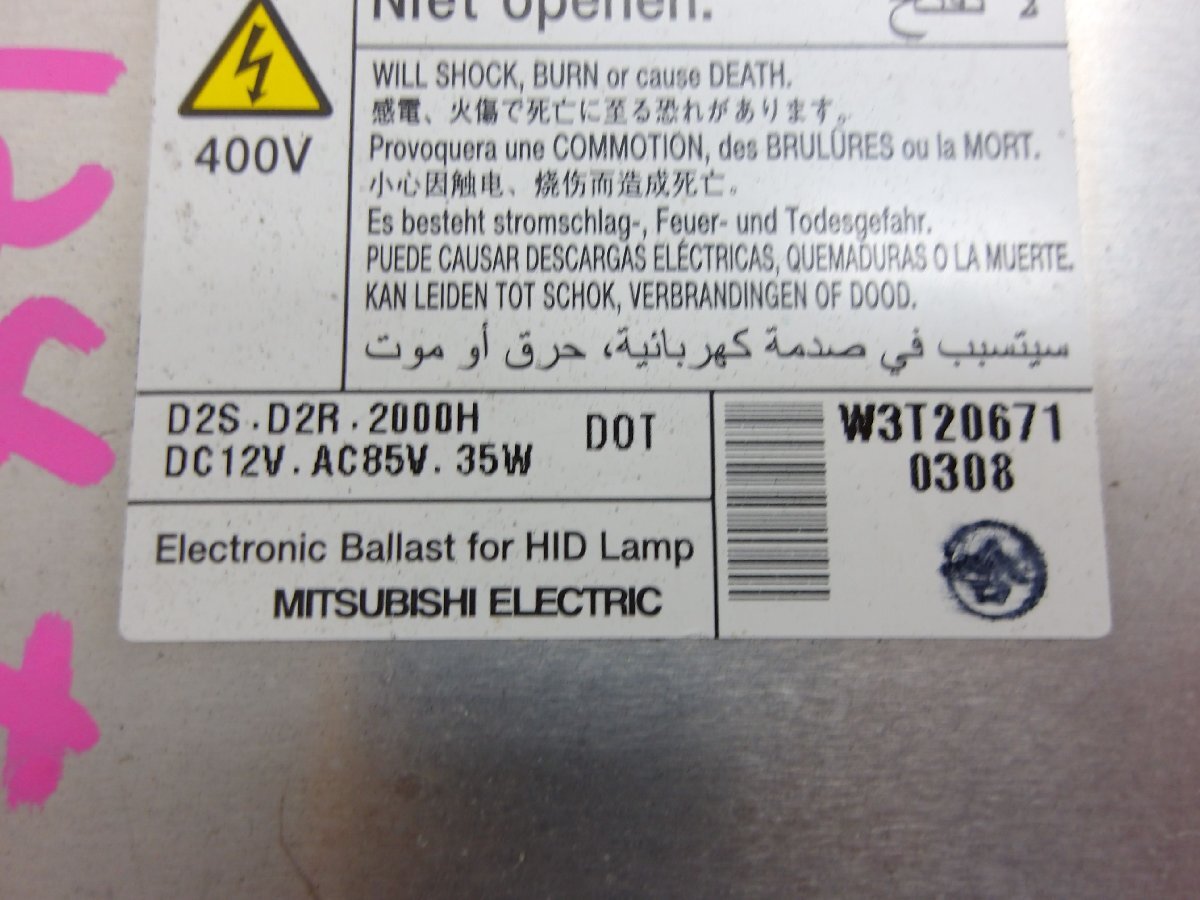 Niet openen.
400V
WILL SHOCK, BURN or cause DEATH.
感電、火傷で死亡に至る恐れがあります。
Provoquera une COMMOTION, des BRULÛRES ou la MORT.
小心因触电、烧伤而造成死亡。
Es besteht stromschlag-, Feuer- und Todesgefahr.
PUEDE CAUSAR DESCARGAS ELÉCTRICAS, QUEMADURAS O LA MUERTE.
KAN LEIDEN TOT SCHOK, VERBRANDINGEN OF DOOD.
سيتسبب في صدمة كهربائية، حرق أو موت
D2S.D2R.2000H
DOT
DC12V.AC85V.35W
W3T20671
0308
Electronic Ballast for HID Lamp
MITSUBISHI ELECTRIC